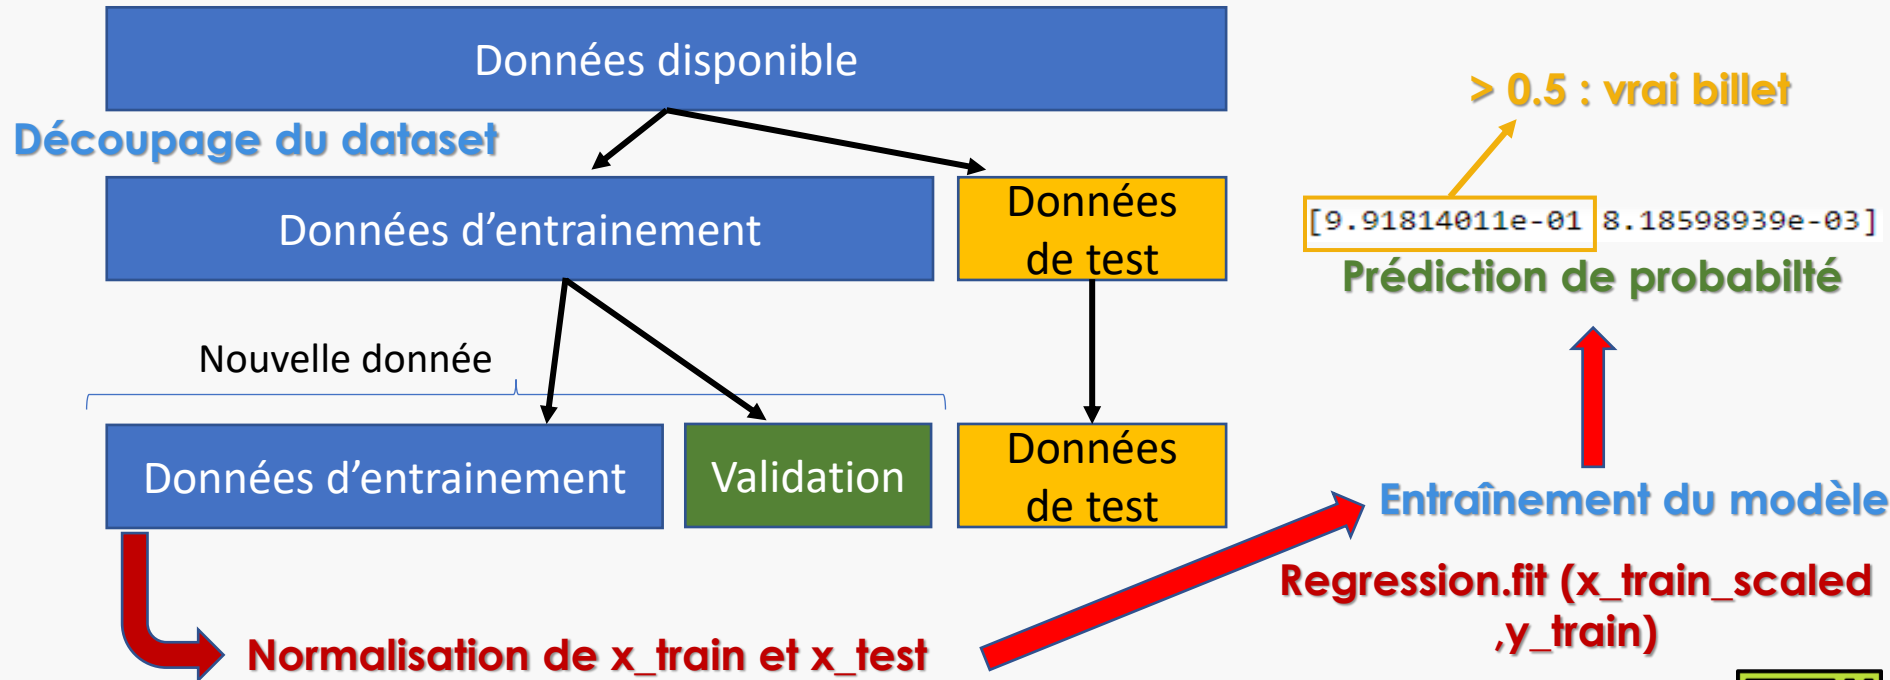 Données disponible
> 0.5 : vrai billet
Découpage du dataset
Données d’entrainement
Données
de test
[9.91814011e-01 8.18598939e-03]
Prédiction de probabilté
Nouvelle donnée
Données d’entrainement
Validation
Données
de test
Entraînement du modèle
Regression.fit (x_train_scaled
,y_train)
Normalisation de x_train et x_test